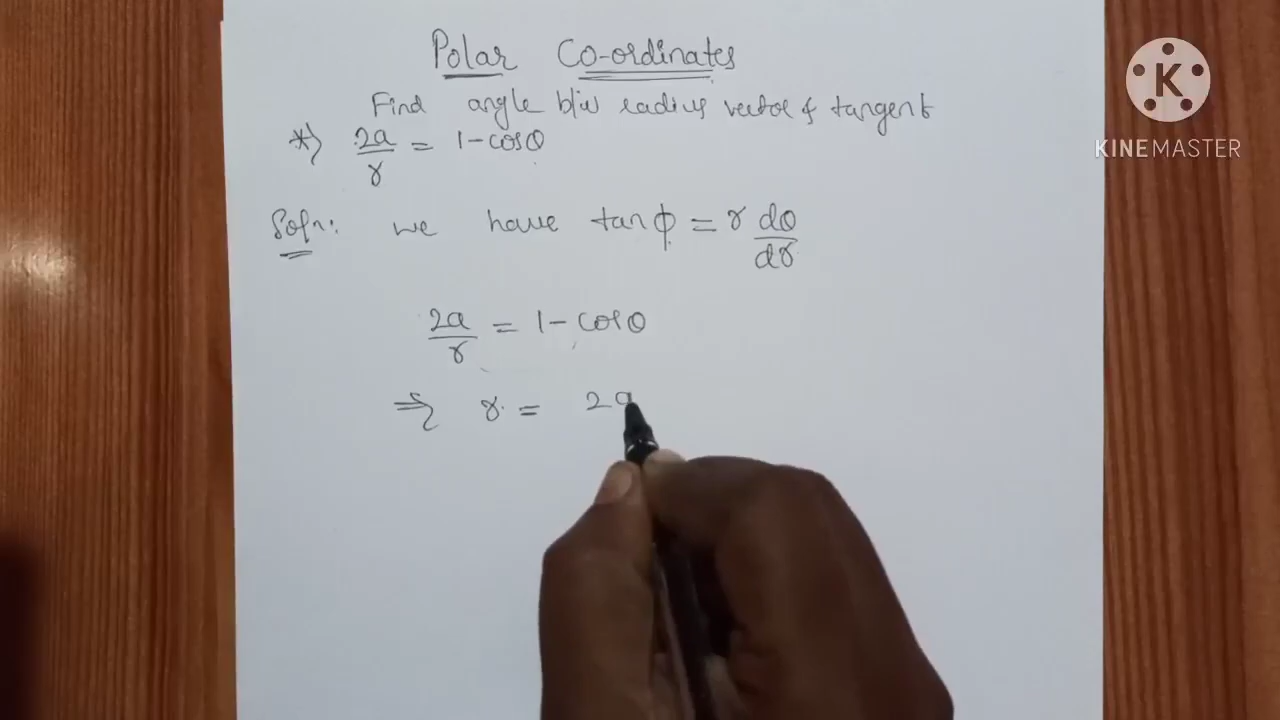 Polar Co-ordinates
Find angle b/w radius vector & tangent
*) 2a/r = 1-cosθ
Soln: we have tanϕ = r dθ/dr
2a/r = 1- cosθ
⇒ r = 2a
K
KINEMASTER